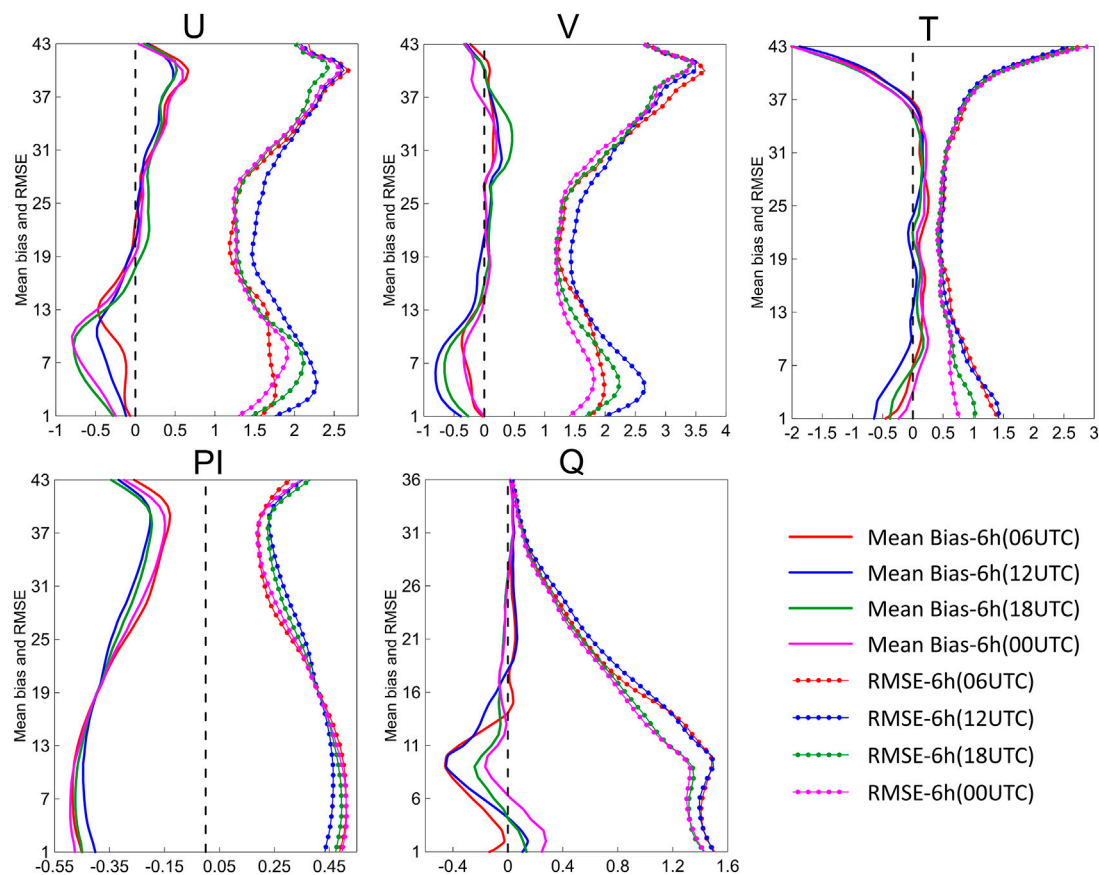 U
V
T
43
37
31
25
19
13
7
1
Mean bias and RMSE
-1 -0.5 0 0.5 1 1.5 2 2.5
43
37
31
25
19
13
7
1
Mean bias and RMSE
-1 -0.5 0 0.5 1 1.5 2 2.5 3 3.5 4
43
37
31
25
19
13
7
1
Mean bias and RMSE
-2 -1.5 -1 -0.5 0 0.5 1 1.5 2 2.5 3
PI
Q
43
37
31
25
19
13
7
1
Mean bias and RMSE
-0.55 -0.35 -0.15 0.05 0.25 0.45
36
31
26
21
16
11
6
1
Mean bias and RMSE
-0.4 0 0.4 0.8 1.2 1.6
Mean Bias-6h(06UTC)
Mean Bias-6h(12UTC)
Mean Bias-6h(18UTC)
Mean Bias-6h(00UTC)
RMSE-6h(06UTC)
RMSE-6h(12UTC)
RMSE-6h(18UTC)
RMSE-6h(00UTC)